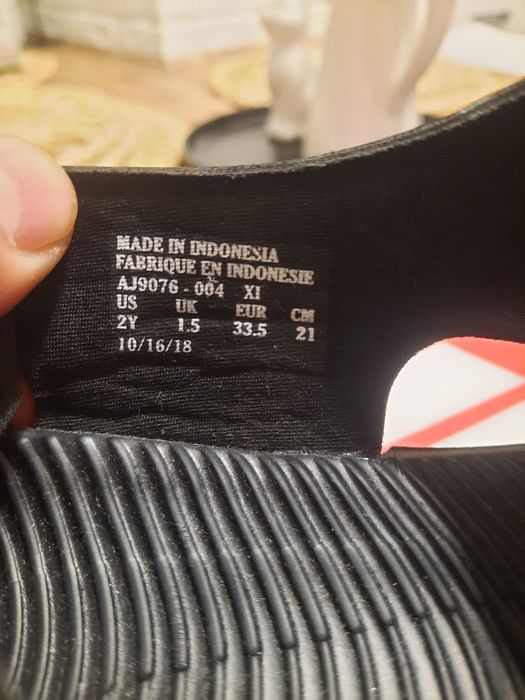 MADE IN INDONESIA
FABRIQUE EN INDONESIE
AJ9076 - 004 XI
US UK EUR CM
2Y 1.5 33.5 21
10/16/18